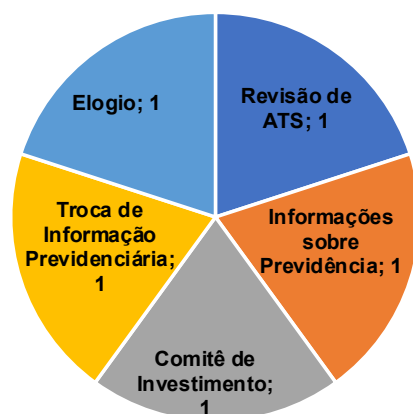 Elogio; 1
Revisão de
ATS; 1
Troca de
Informação
Previdenciária;
1
Informações
sobre
Previdência; 1
Comitê de
Investimento;
1